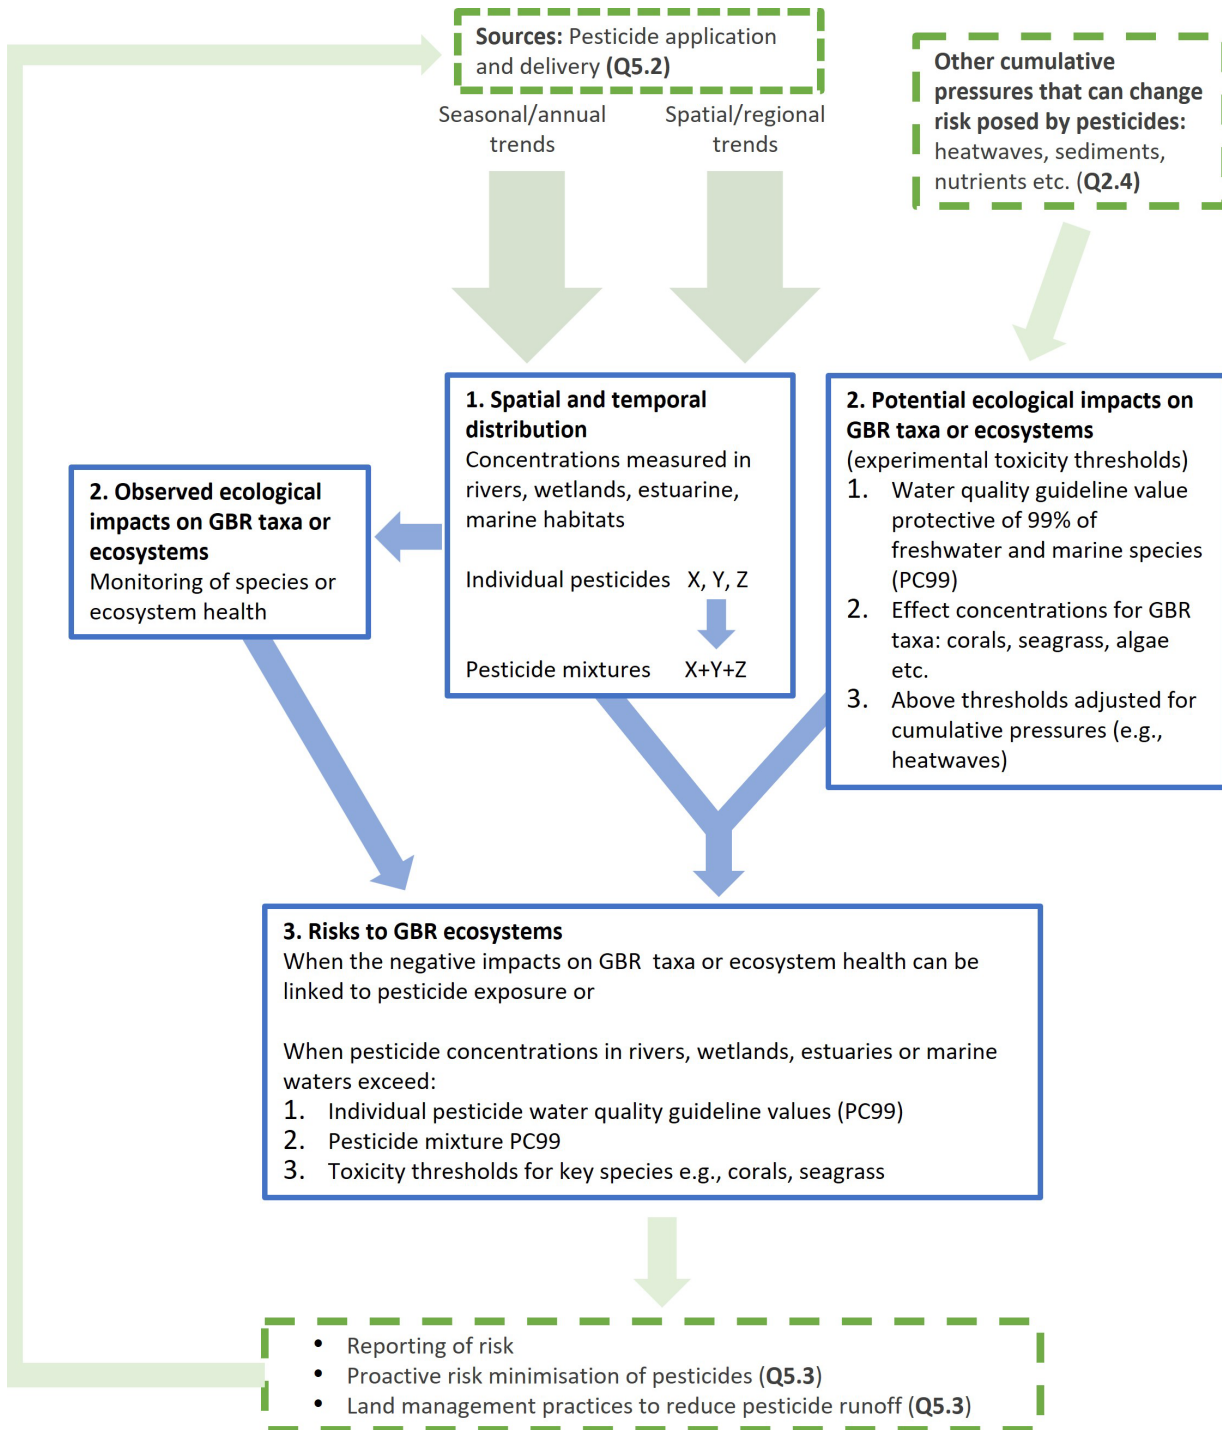 Sources: Pesticide application
and delivery (Q5.2)
Other cumulative
pressures that can change
risk posed by pesticides:
heatwaves, sediments,
nutrients etc. (Q2.4)
Seasonal/annual
trends
Spatial/regional
trends
1. Spatial and temporal
distribution
Concentrations measured in
rivers, wetlands, estuarine,
marine habitats
Individual pesticides X, Y, Z
Pesticide mixtures X+Y+Z
2. Potential ecological impacts on
GBR taxa or ecosystems
(experimental toxicity thresholds)
1. Water quality guideline value
protective of 99% of
freshwater and marine species
(PC99)
2. Effect concentrations for GBR
taxa: corals, seagrass, algae
etc.
3. Above thresholds adjusted for
cumulative pressures (e.g.,
heatwaves)
2. Observed ecological
impacts on GBR taxa or
ecosystems
Monitoring of species or
ecosystem health
3. Risks to GBR ecosystems
When the negative impacts on GBR taxa or ecosystem health can be
linked to pesticide exposure or
When pesticide concentrations in rivers, wetlands, estuaries or marine
waters exceed:
1. Individual pesticide water quality guideline values (PC99)
2. Pesticide mixture PC99
3. Toxicity thresholds for key species e.g., corals, seagrass
• Reporting of risk
• Proactive risk minimisation of pesticides (Q5.3)
• Land management practices to reduce pesticide runoff (Q5.3)